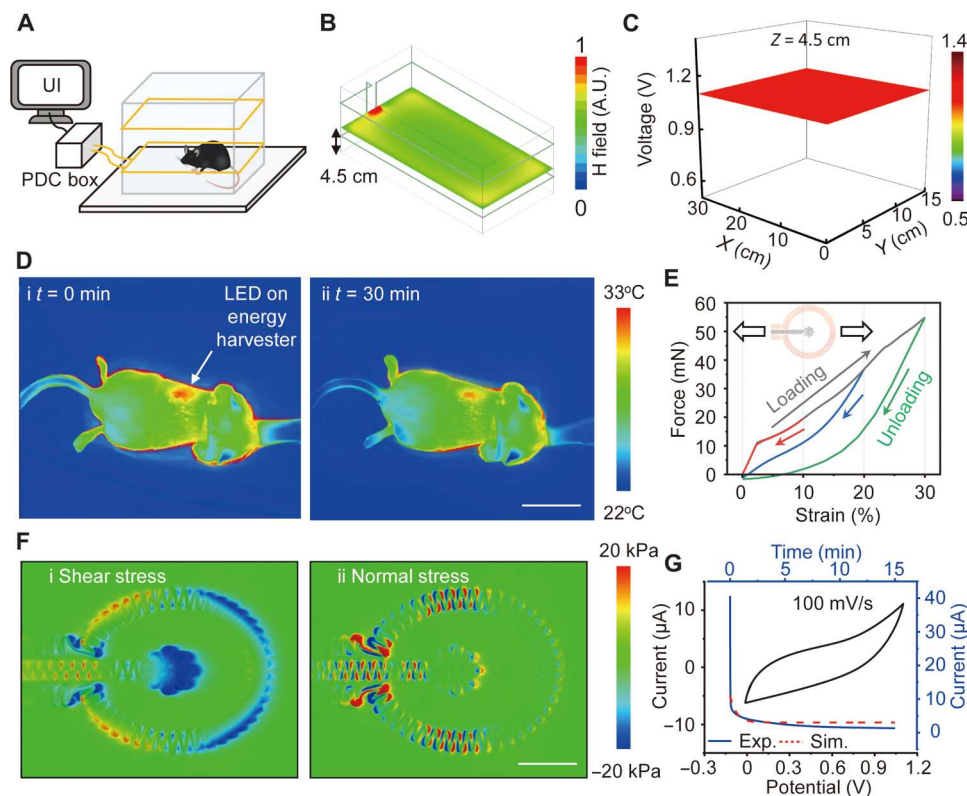 A
UI
PDC box
B
4.5 cm
1
H field (A.U.)
0
C
Z = 4.5 cm
Voltage (V)
1.2
0.9
0.6
30
20
10
0
X (cm)
5
10
15
Y (cm)
1.4
0.5
D
i t = 0 min
LED on
energy
harvester
ii t = 30 min
33°C
22°C
E
Force (mN)
60
50
40
30
20
10
0
Loading
Unloading
0
10
20
30
Strain (%)
F
i Shear stress
ii Normal stress
20 kPa
−20 kPa
G
Time (min)
0
5
10
15
100 mV/s
Current (µA)
10
0
−10
40
30
20
10
0
Current (µA)
Exp.
Sim.
−0.3
0.0
0.3
0.6
0.9
1.2
Potential (V)